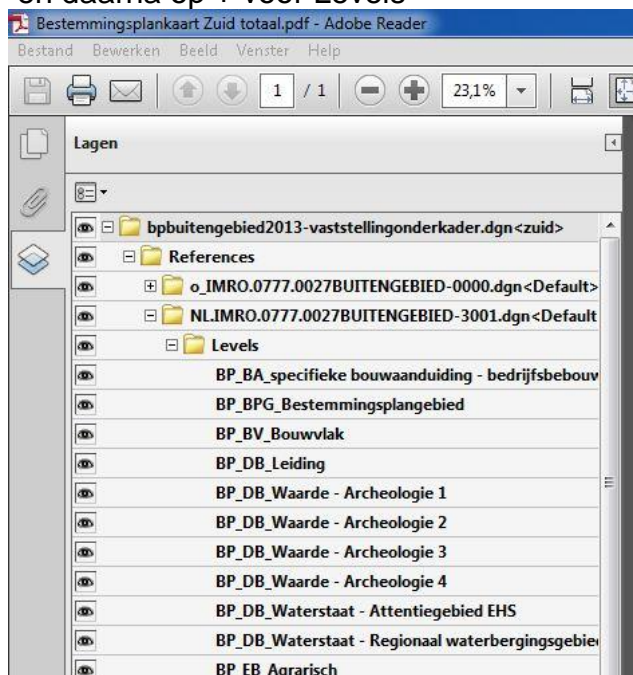 en daarna op + voor Levels
Bestemmingsplankaart Zuid totaal.pdf - Adobe Reader
Bestand Bewerken Beeld Venster Help
1 / 1 23,1%
Lagen
bpbuitengebied2013-vaststellingonderkader.dgn<zuid>
References
o_IMRO.0777.0027BUITENGEBIED-0000.dgn<Default>
NL.IMRO.0777.0027BUITENGEBIED-3001.dgn<Default
Levels
BP_BA_specifieke bouwaanduiding - bedrijfsbebouw
BP_BPG_Bestemmingsplangebied
BP_BV_Bouwvlak
BP_DB_Leiding
BP_DB_Waarde - Archeologie 1
BP_DB_Waarde - Archeologie 2
BP_DB_Waarde - Archeologie 3
BP_DB_Waarde - Archeologie 4
BP_DB_Waterstaat - Attentiegebied EHS
BP_DB_Waterstaat - Regionaal waterbergingsgebie
BP_EB_Agrarisch